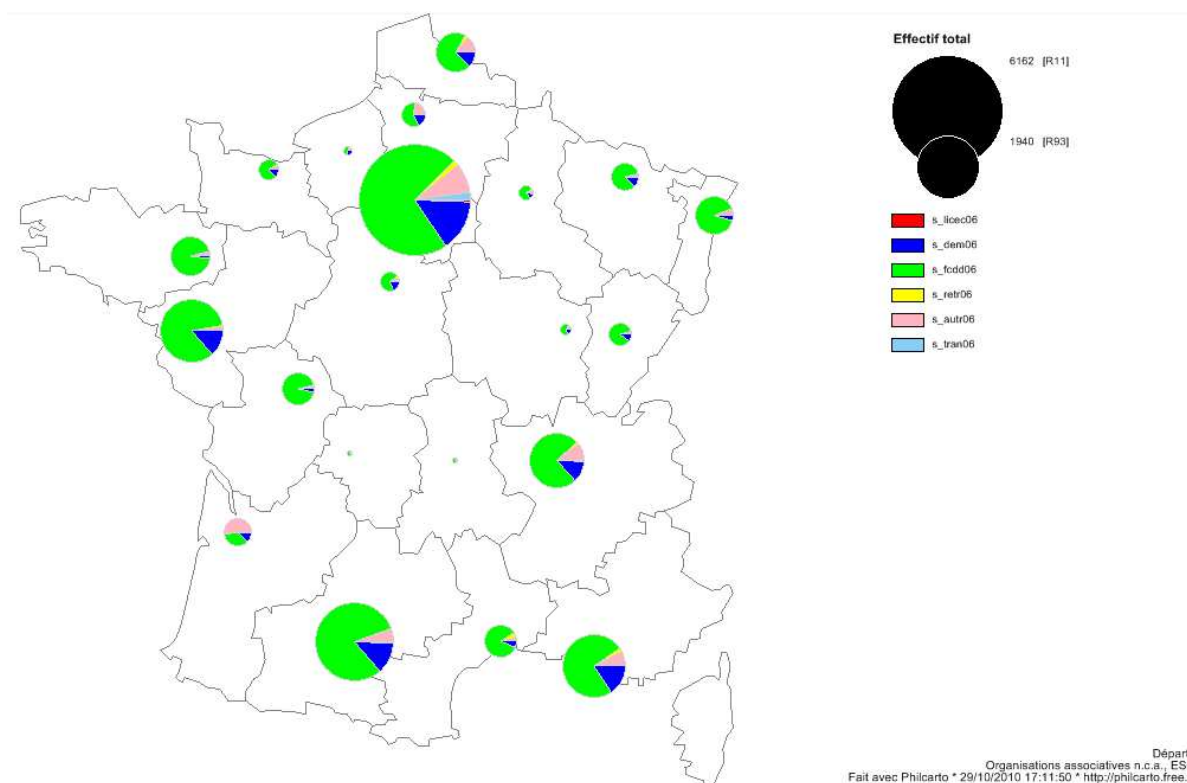 Effectif total
6162 [R11]
1940 [R93]
s_licec06
s_dem06
s_fcdd06
s_retr06
s_autr06
s_tran06
Départ
Organisations associatives n.c.a., ES
Fait avec Philcarto * 29/10/2010 17:11:50 * http://philcarto.free.